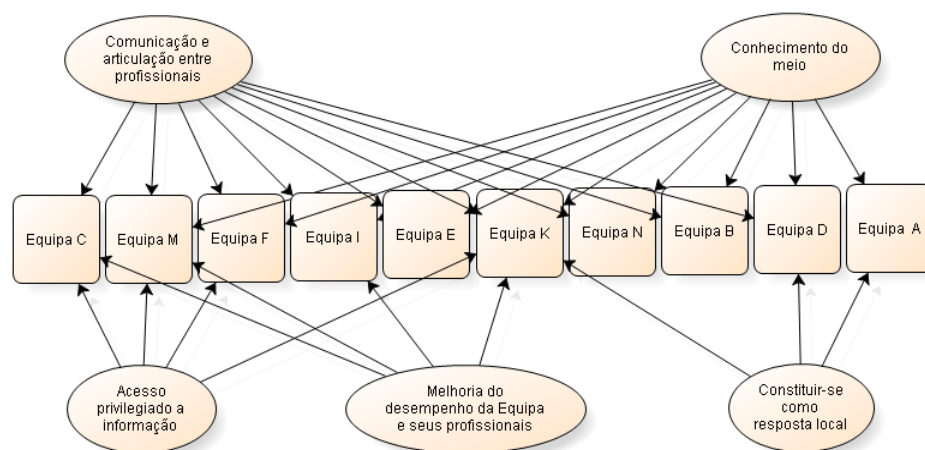 Comunicação e
articulação entre
profissionais
Conhecimento do
meio
Equipa C
Equipa M
Equipa F
Equipa I
Equipa E
Equipa K
Equipa N
Equipa B
Equipa D
Equipa A
Acesso
privilegiado a
informação
Melhoria do
desempenho da Equipa
e seus profissionais
Constituir-se
como
resposta local